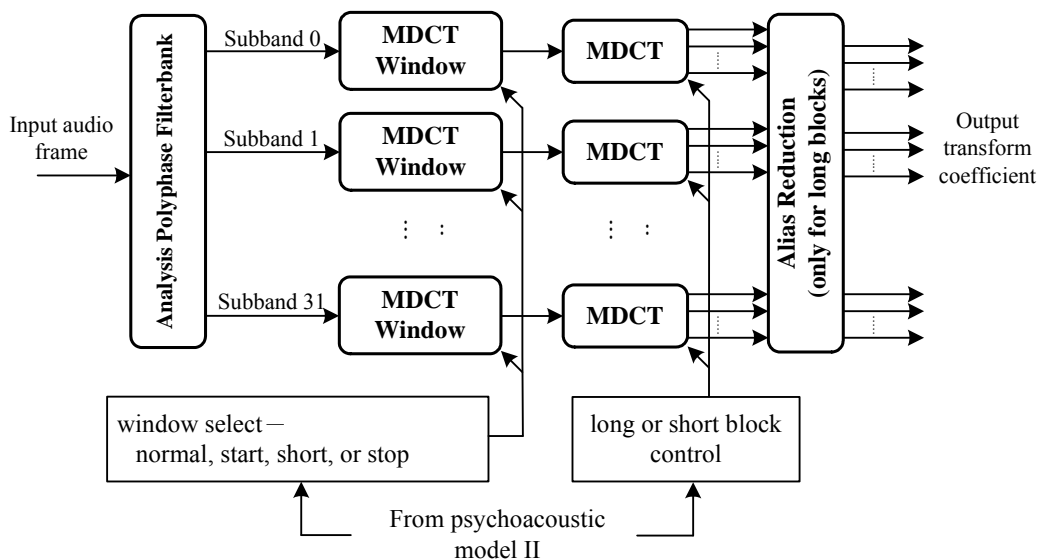 Input audio
frame
Analysis Polyphase Filterbank
Subband 0
MDCT
Window
MDCT
Subband 1
MDCT
Window
MDCT
Subband 31
MDCT
Window
MDCT
Alias Reduction
(only for long blocks)
Output
transform
coefficient
window select—
normal, start, short, or stop
long or short block
control
From psychoacoustic
model II